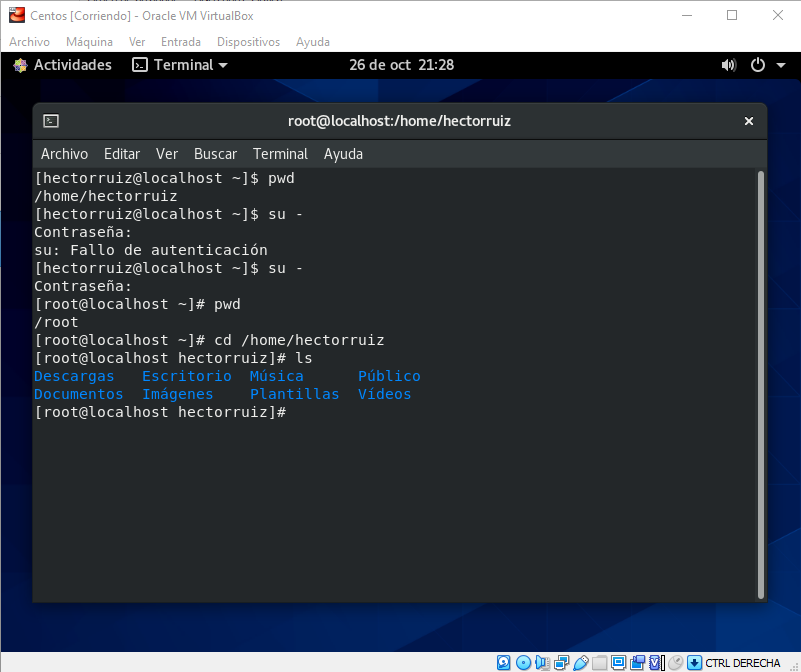 Centos [Corriendo] - Oracle VM VirtualBox
Archivo Máquina Ver Entrada Dispositivos Ayuda
Actividades Terminal 26 de oct 21:28
root@localhost:/home/hectorruiz
Archivo Editar Ver Buscar Terminal Ayuda
[hectorruiz@localhost ~]$ pwd
/home/hectorruiz
[hectorruiz@localhost ~]$ su -
Contraseña:
su: Fallo de autenticación
[hectorruiz@localhost ~]$ su -
Contraseña:
[root@localhost ~]# pwd
/root
[root@localhost ~]# cd /home/hectorruiz
[root@localhost hectorruiz]# ls
Descargas Escritorio Música Público
Documentos Imágenes Plantillas Vídeos
[root@localhost hectorruiz]#
CTRL DERECHA